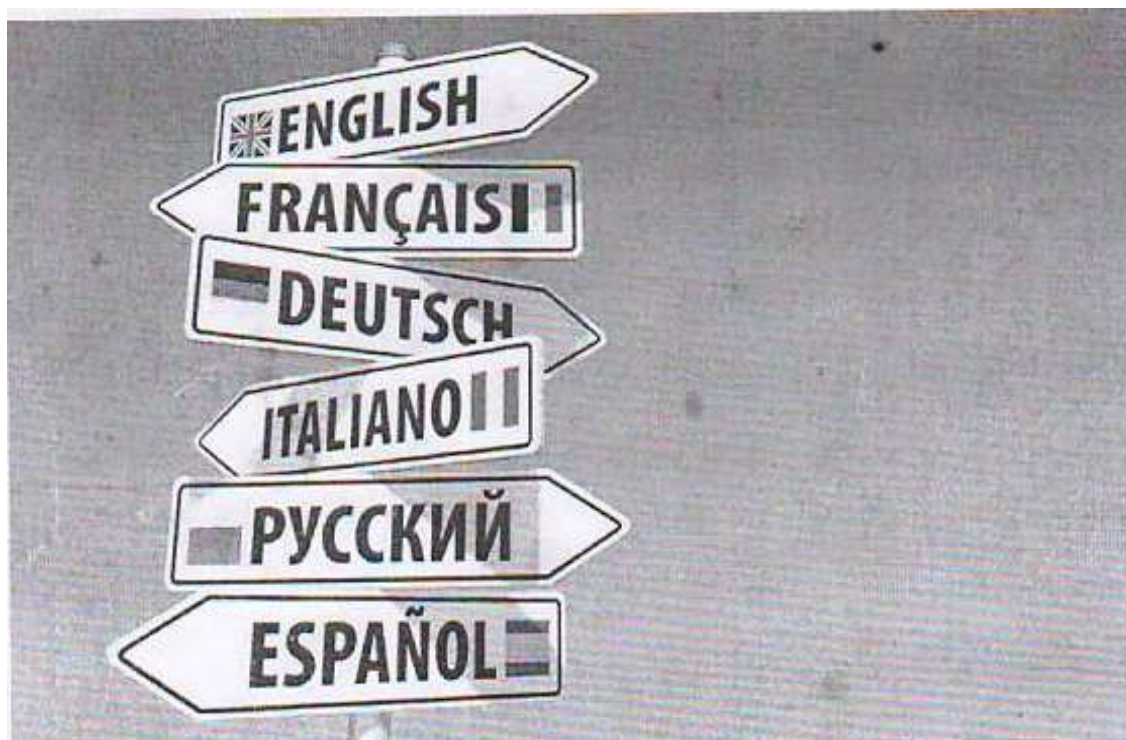 ENGLISH
FRANÇAIS
DEUTSCH
ITALIANO
РУССКИЙ
ESPAÑOL